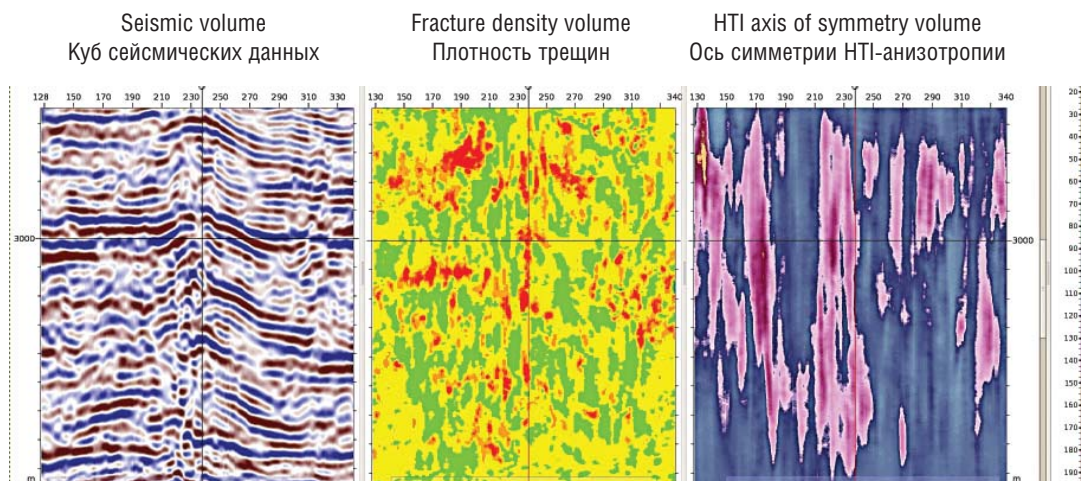 Seismic volume
Куб сейсмических данных
Fracture density volume
Плотность трещин
HTI axis of symmetry volume
Ось симметрии HTI-анизотропии
128 150 170 190 210 230 250 270 290 310 330
130 150 170 190 210 230 250 270 290 310 340
130 150 170 190 210 230 250 270 290 310 340
3000
3000
m
m
20
30
40
50
60
70
80
90
100
110
120
130
140
150
160
170
180
190